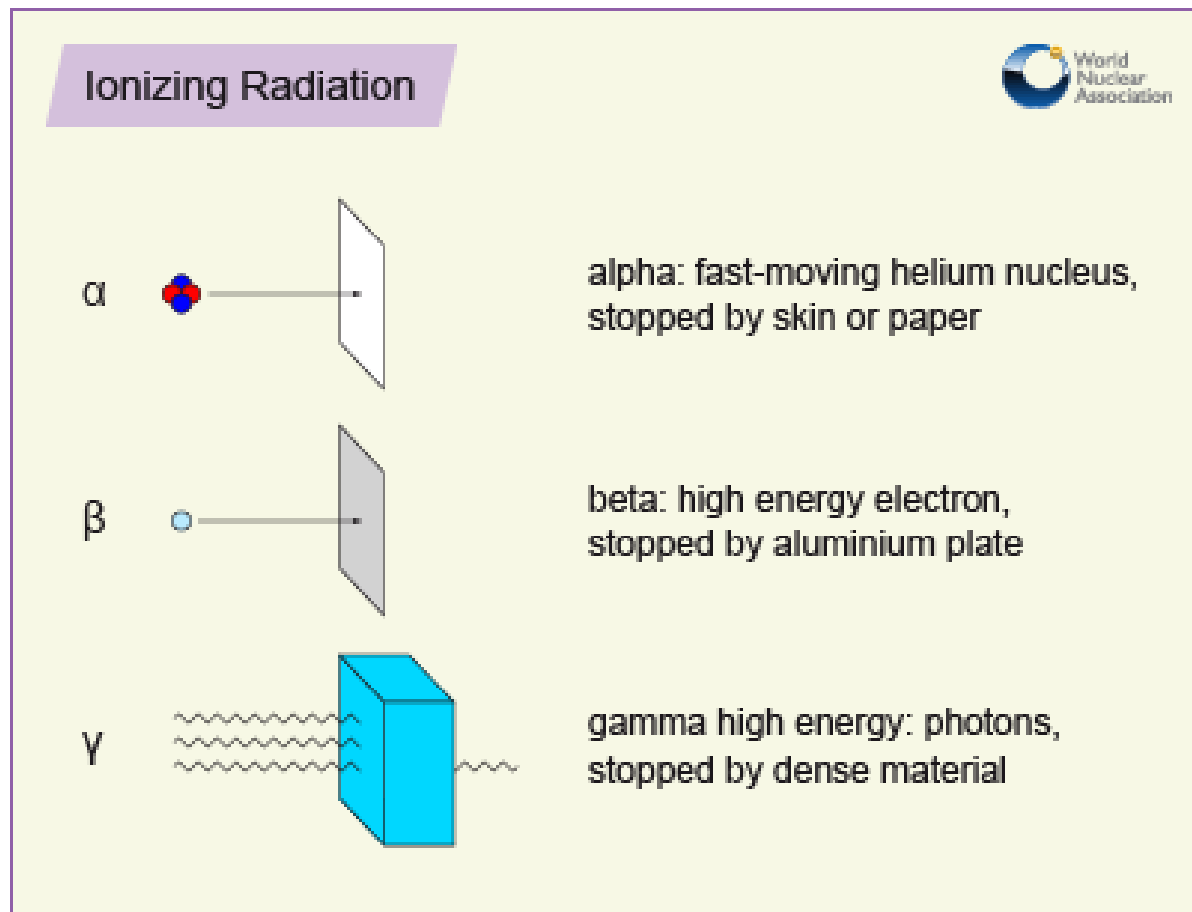 Ionizing Radiation
World
Nuclear
Association
α
alpha: fast-moving helium nucleus,
stopped by skin or paper
β
beta: high energy electron,
stopped by aluminium plate
γ
gamma high energy: photons,
stopped by dense material